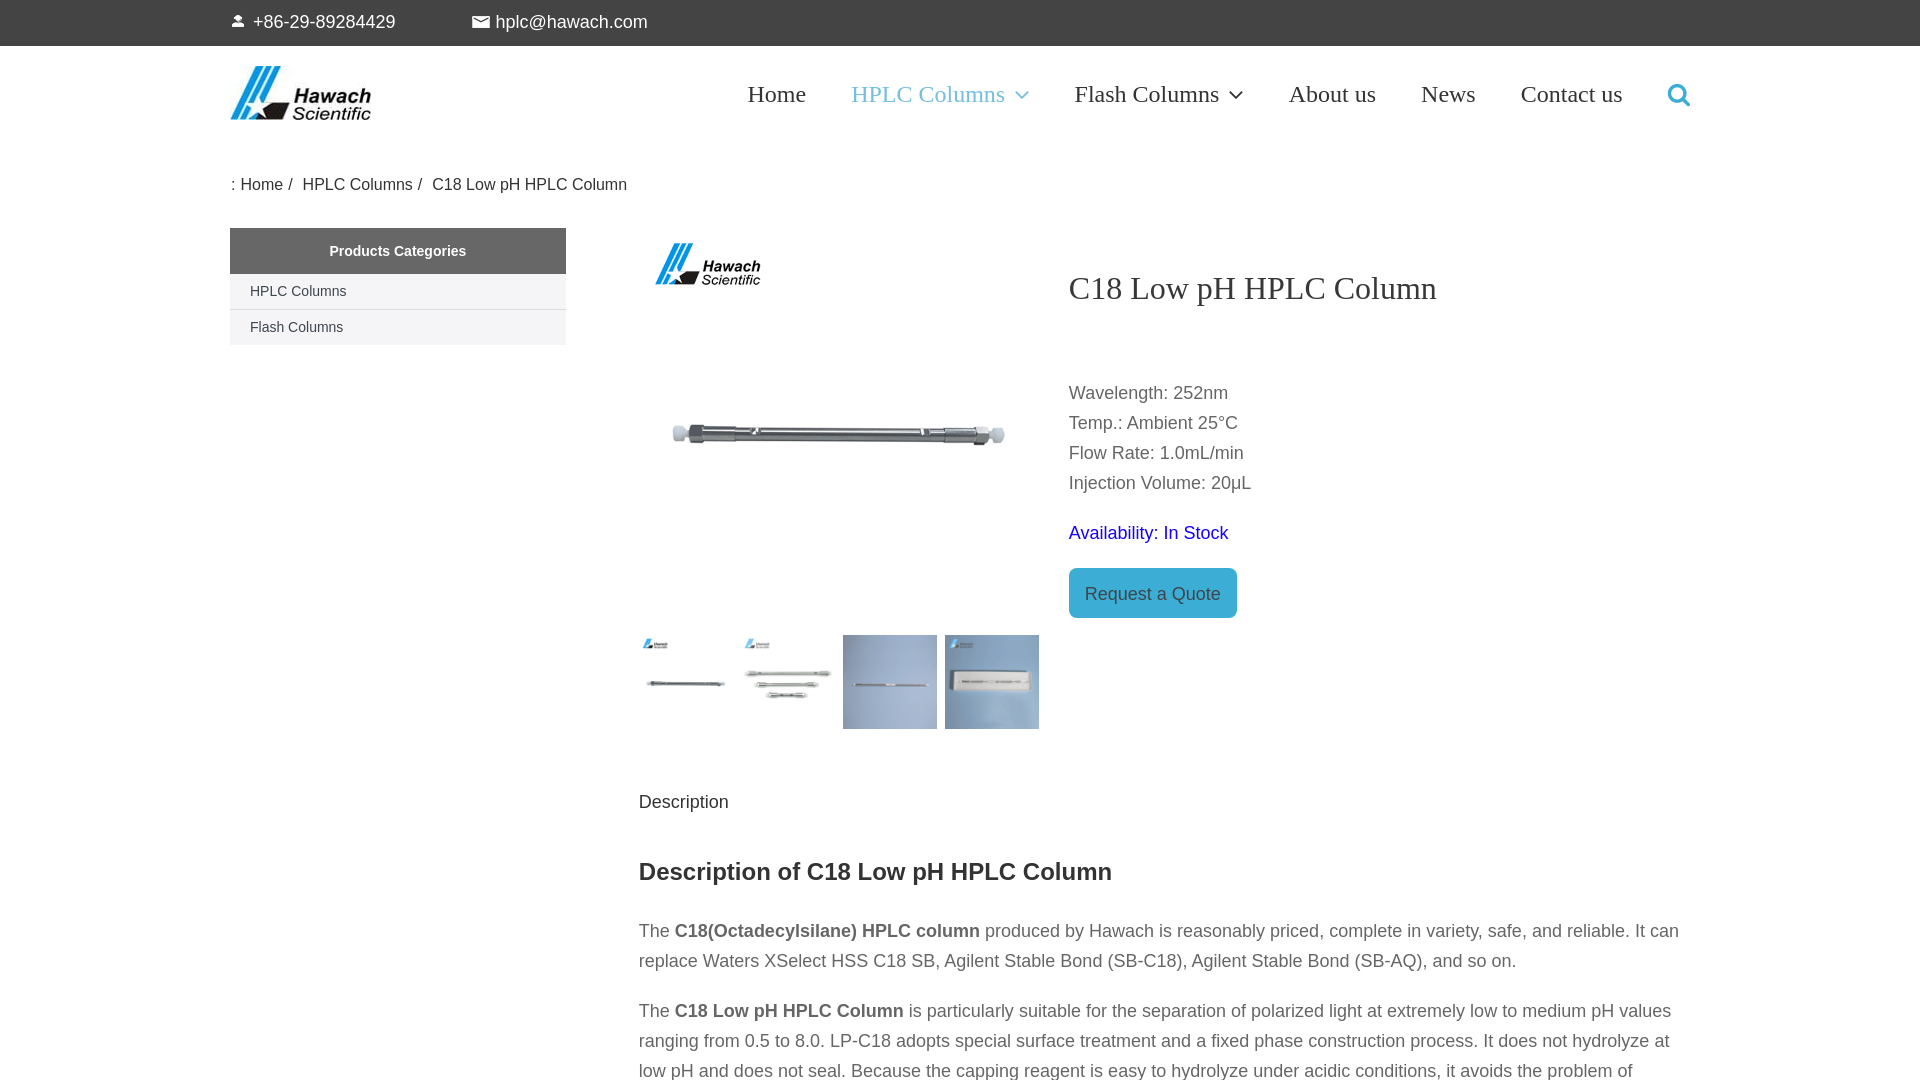 +86-29-89284429
hplc@hawach.com
Hawach
Scientific
Home
HPLC Columns
Flash Columns
About us
News
Contact us
: Home / HPLC Columns / C18 Low pH HPLC Column
Products Categories
HPLC Columns
Flash Columns
Hawach
Scientific
C18 Low pH HPLC Column
Wavelength: 252nm
Temp.: Ambient 25°C
Flow Rate: 1.0mL/min
Injection Volume: 20μL
Availability: In Stock
Request a Quote
Description
Description of C18 Low pH HPLC Column
The C18(Octadecylsilane) HPLC column produced by Hawach is reasonably priced, complete in variety, safe, and reliable. It can
replace Waters XSelect HSS C18 SB, Agilent Stable Bond (SB-C18), Agilent Stable Bond (SB-AQ), and so on.
The C18 Low pH HPLC Column is particularly suitable for the separation of polarized light at extremely low to medium pH values
ranging from 0.5 to 8.0. LP-C18 adopts special surface treatment and a fixed phase construction process. It does not hydrolyze at
low pH and does not seal. Because the capping reagent is easy to hydrolyze under acidic conditions, it avoids the problem of